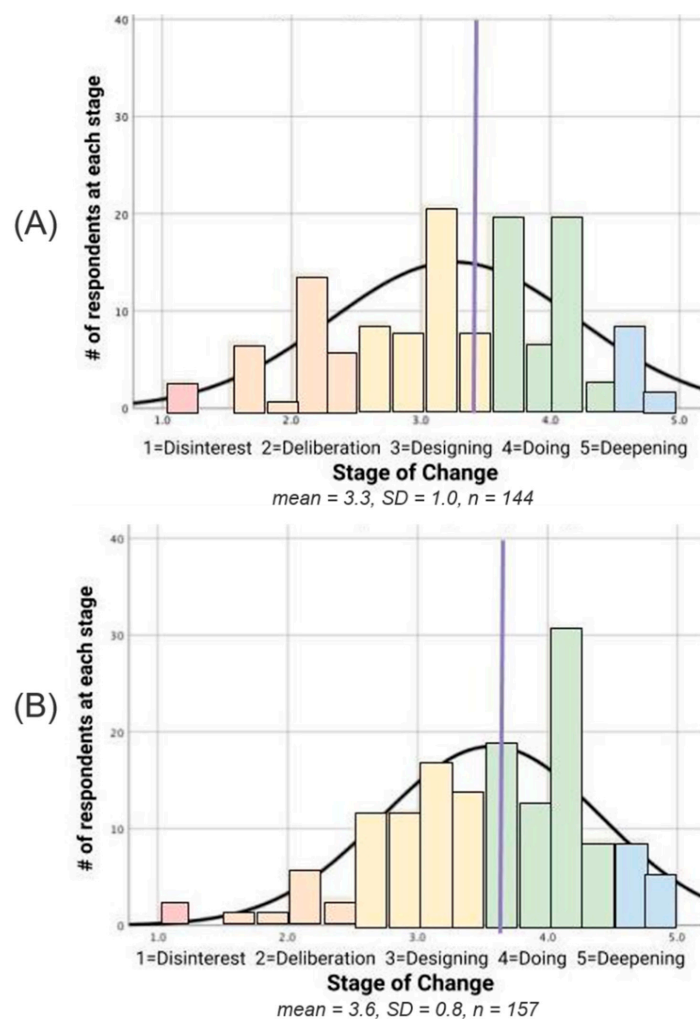 (A)
# of respondents at each stage
40
30
20
10
0
1.0 2.0 3.0 4.0 5.0
1=Disinterest 2=Deliberation 3=Designing 4=Doing 5=Deepening
Stage of Change
mean = 3.3, SD = 1.0, n = 144
(B)
# of respondents at each stage
40
30
20
10
0
1.0 2.0 3.0 4.0 5.0
1=Disinterest 2=Deliberation 3=Designing 4=Doing 5=Deepening
Stage of Change
mean = 3.6, SD = 0.8, n = 157